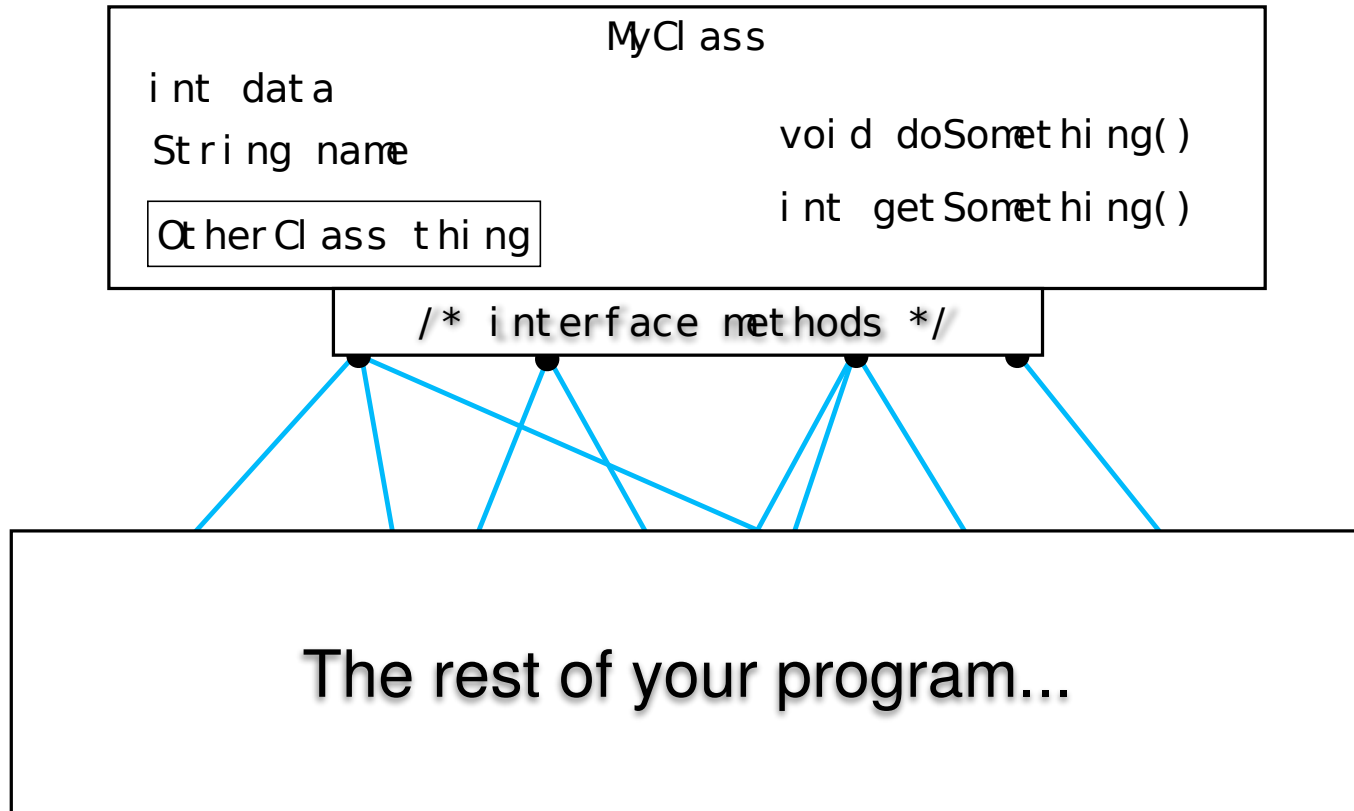 MyClass
int data
String name
OtherClass thing
void doSomething()
int getSomething()
/* interface methods */
The rest of your program...